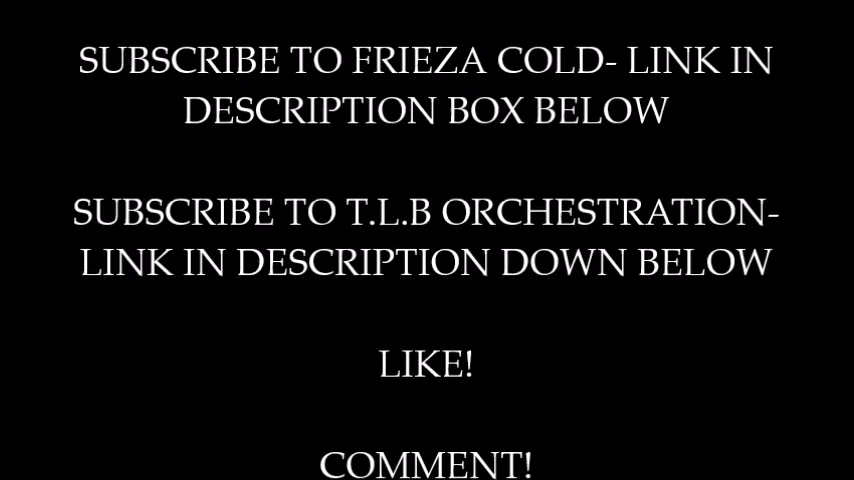 SUBSCRIBE TO FRIEZA COLD- LINK IN
DESCRIPTION BOX BELOW
SUBSCRIBE TO T.L.B ORCHESTRATION-
LINK IN DESCRIPTION DOWN BELOW
LIKE!
COMMENT!